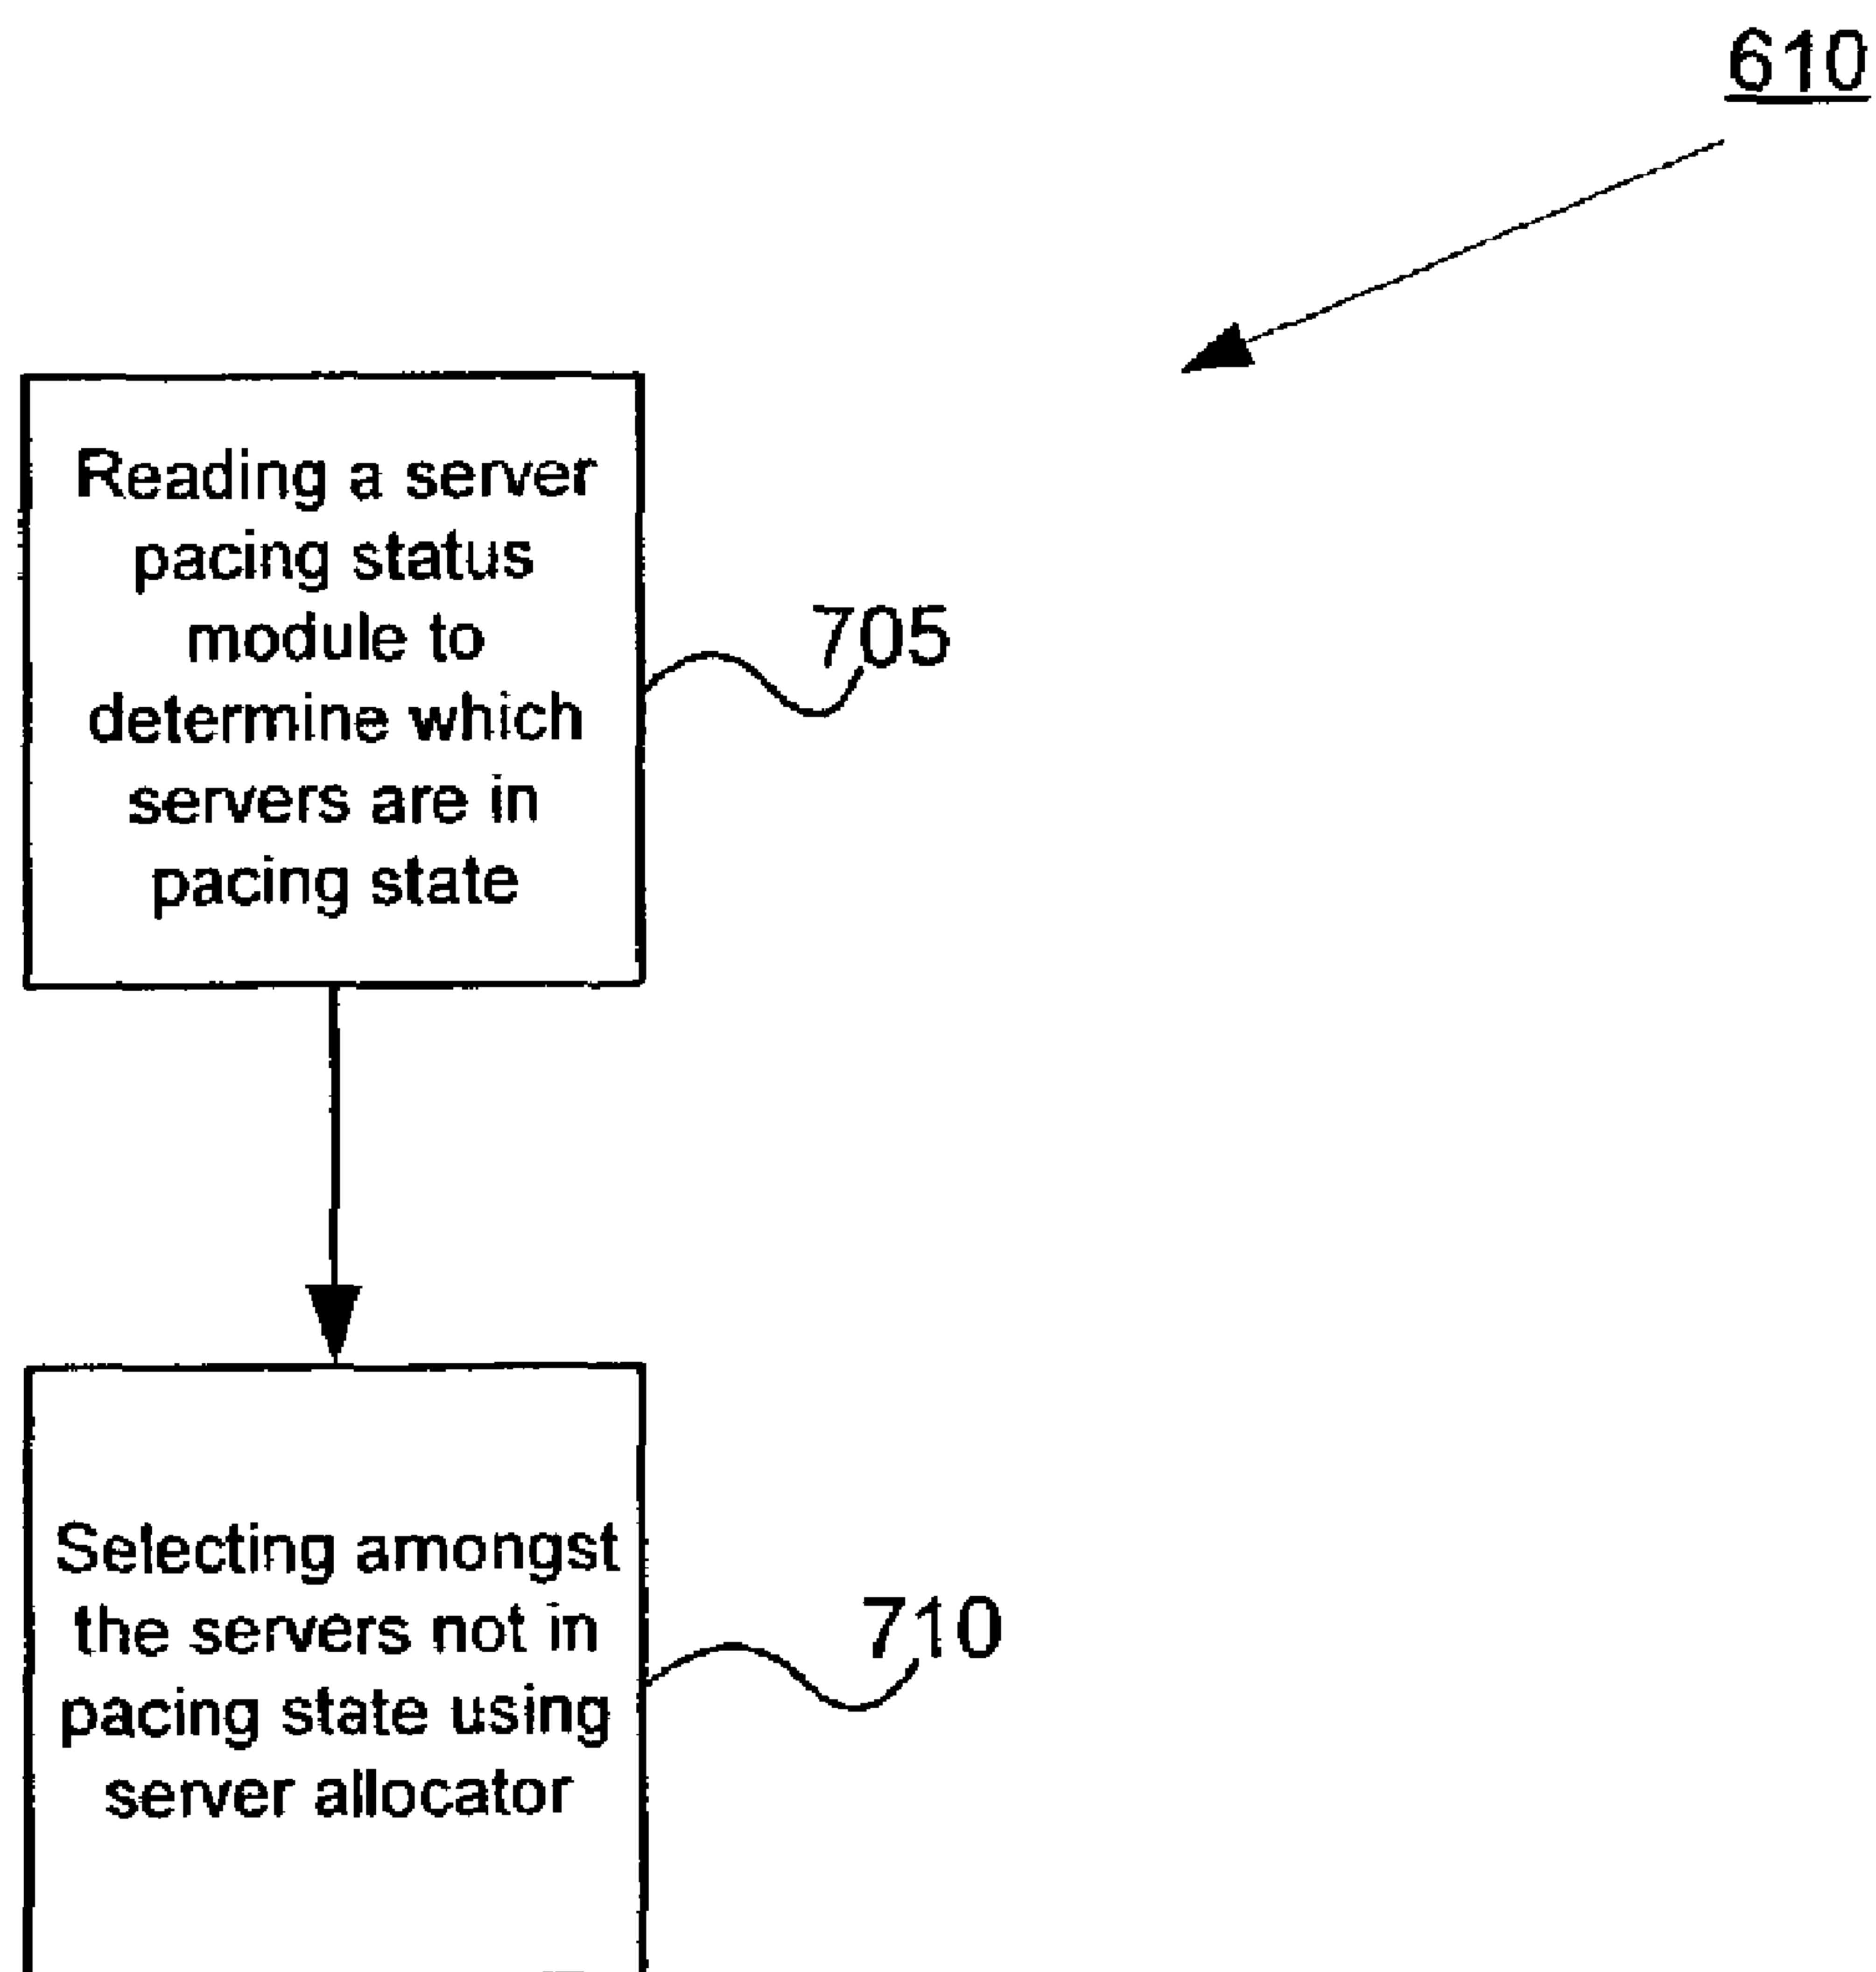 610
Reading a server
pacing status
module to
determine which
servers are in
pacing state
705
Selecting amongst
the servers not in
pacing state using
server allocator
710